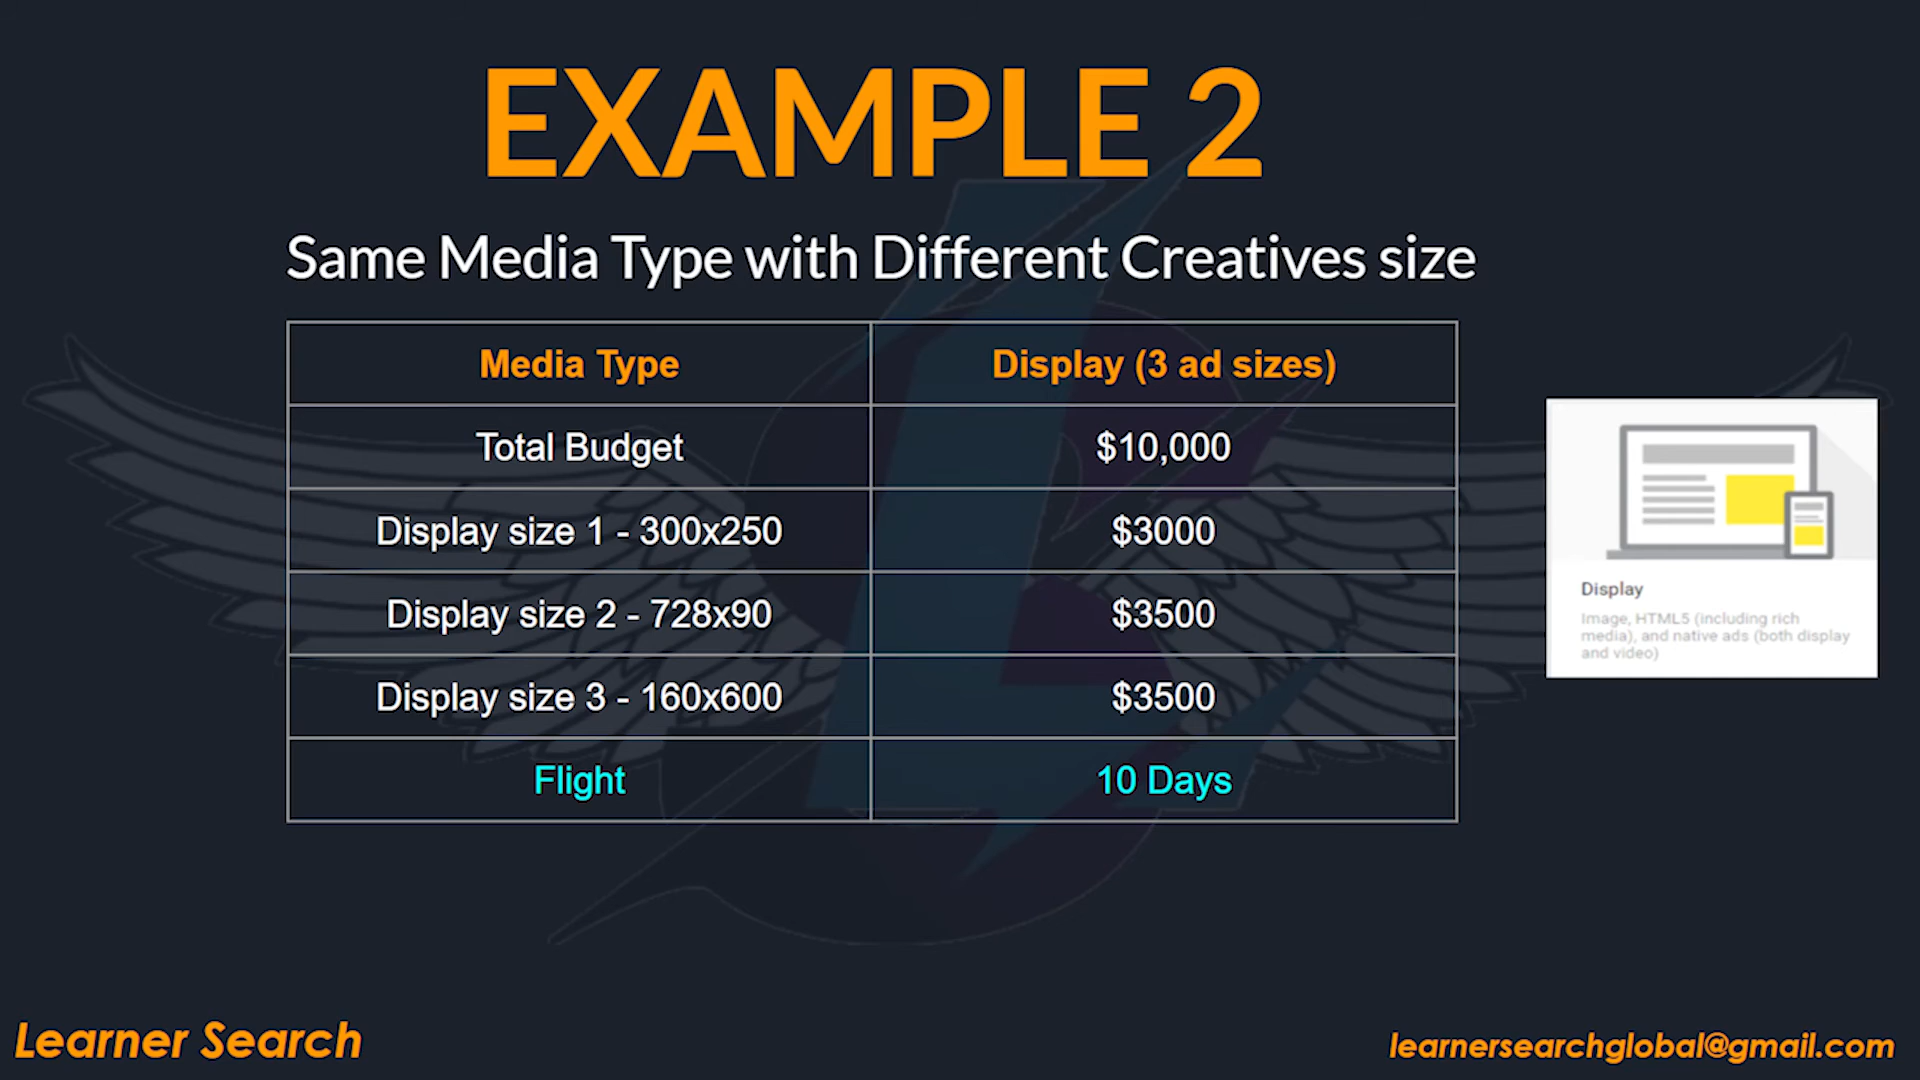 EXAMPLE 2
Same Media Type with Different Creatives size
Media Type Display (3 ad sizes)
Total Budget $10,000
Display size 1 - 300x250 $3000
Display size 2 - 728x90 $3500
Display size 3 - 160x600 $3500
Flight 10 Days
Display
Image, HTML5 (including rich
media), and native ads (both display
and video)
Learner Search
learnersearchglobal@gmail.com